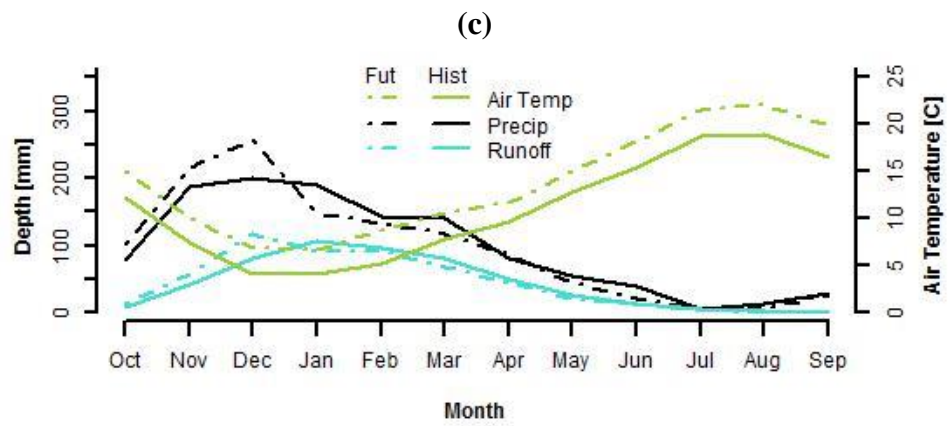 (c)
Fut Hist
Air Temp
Precip
Runoff
Depth [mm]
0 100 200 300
Air Temperature [C]
0 5 10 15 20 25
Oct Nov Dec Jan Feb Mar Apr May Jun Jul Aug Sep
Month